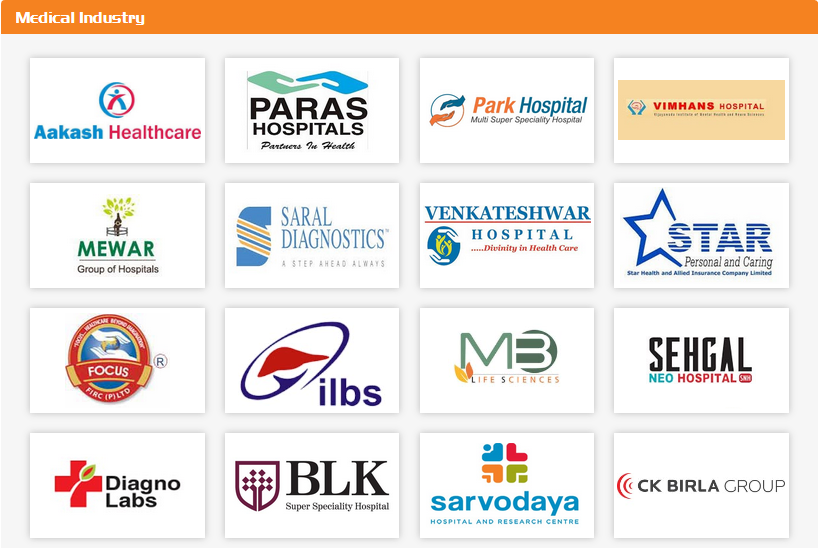 Medical Industry
Aakash Healthcare
PARAS
HOSPITALS
Partners In Health
Park Hospital
Multi Super Speciality Hospital
VIMHANS HOSPITAL
MEWAR
Group of Hospitals
SARAL
DIAGNOSTICS™
A STEP AHEAD ALWAYS
VENKATESHWAR
HOSPITAL
.....Divinity in Health Care
STAR
Personal and Caring
Star Health and Allied Insurance Company Limited
FOCUS
PIRC (P) LTD
®
ilbs
MB
LIFE SCIENCES
SEHGAL
NEO HOSPITAL SNH
Diagno
Labs
BLK
Super Speciality Hospital
sarvodaya
HOSPITAL AND RESEARCH CENTRE
CK BIRLA GROUP